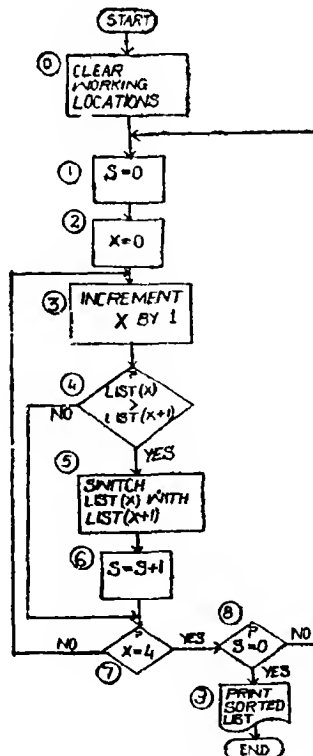 START
0
CLEAR
WORKING
LOCATIONS
1
S=0
2
X=0
3
INCREMENT
X BY 1
4
?
LIST(X)
>
LIST(X+1)
NO
YES
5
SWITCH
LIST(X) WITH
LIST(X+1)
6
S=S+1
7
?
X=4
NO
YES
8
?
S=0
NO
YES
9
PRINT
SORTED
LIST
END